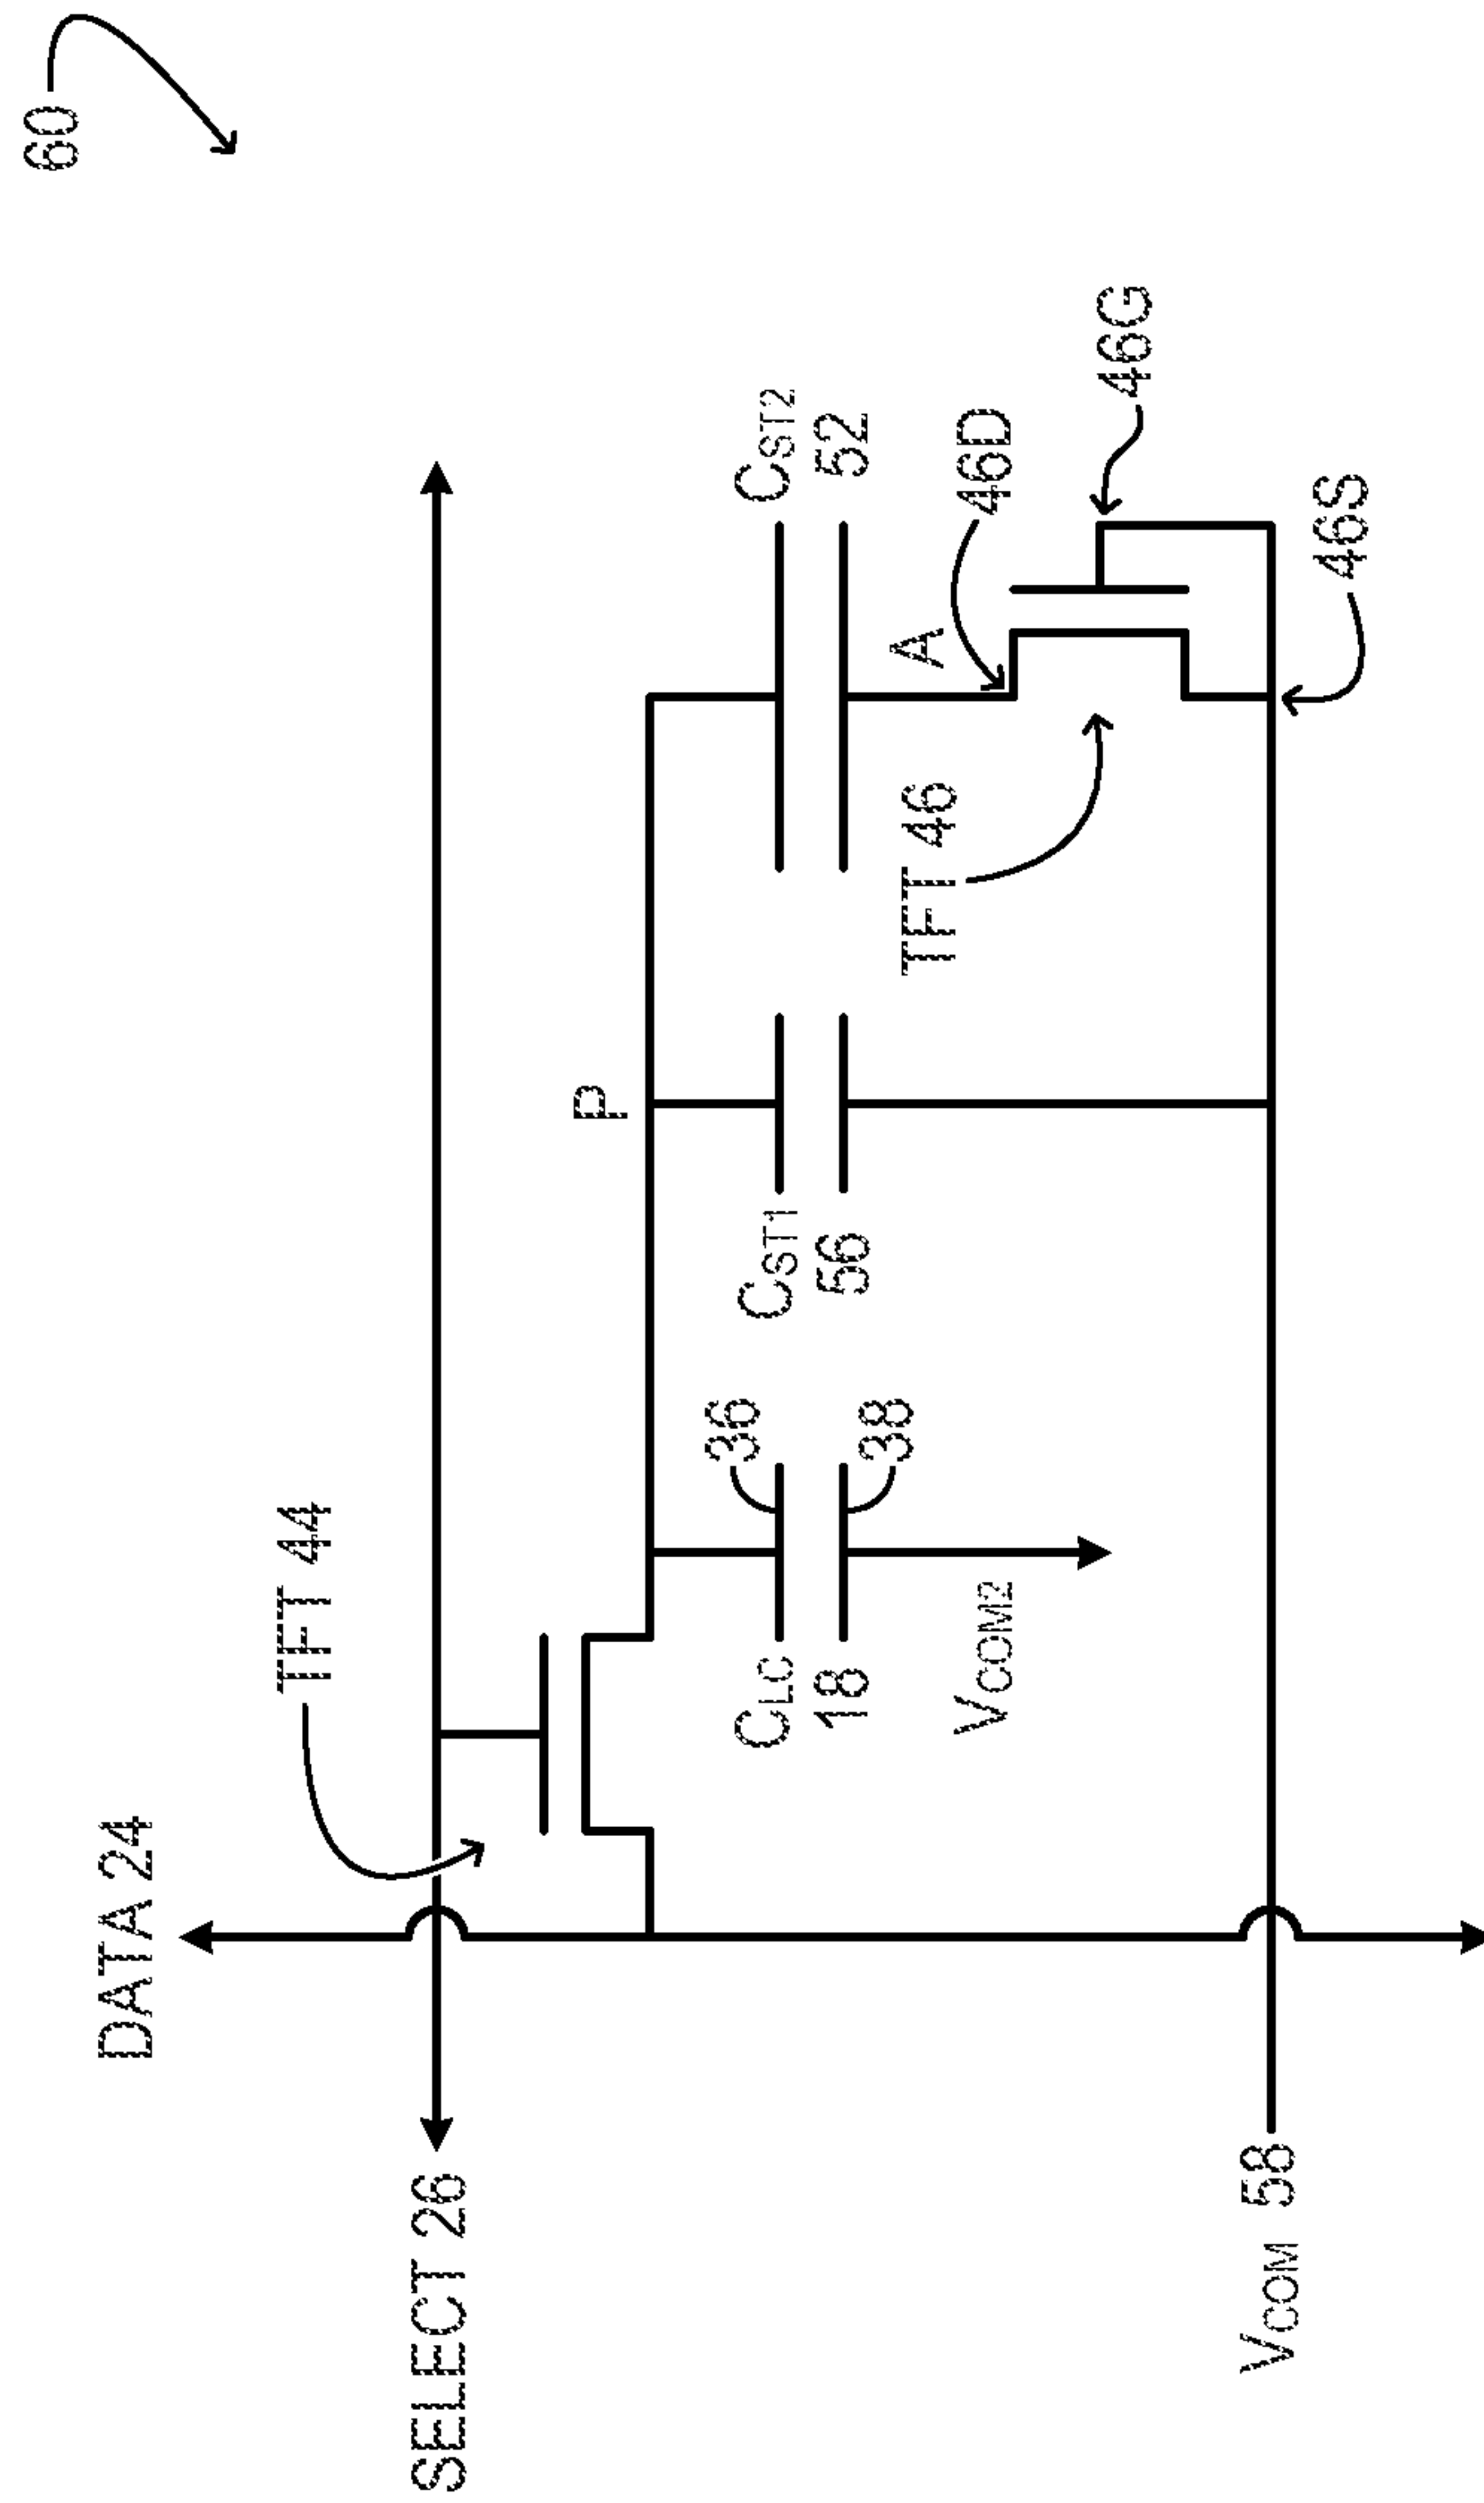 60
DATA 24
TFT 44
SELECT 26
P
36
CLC
18
38
CST1
56
CST2
52
A
TFT 46
VCOM2
46D
46G
VCOM 58
46S